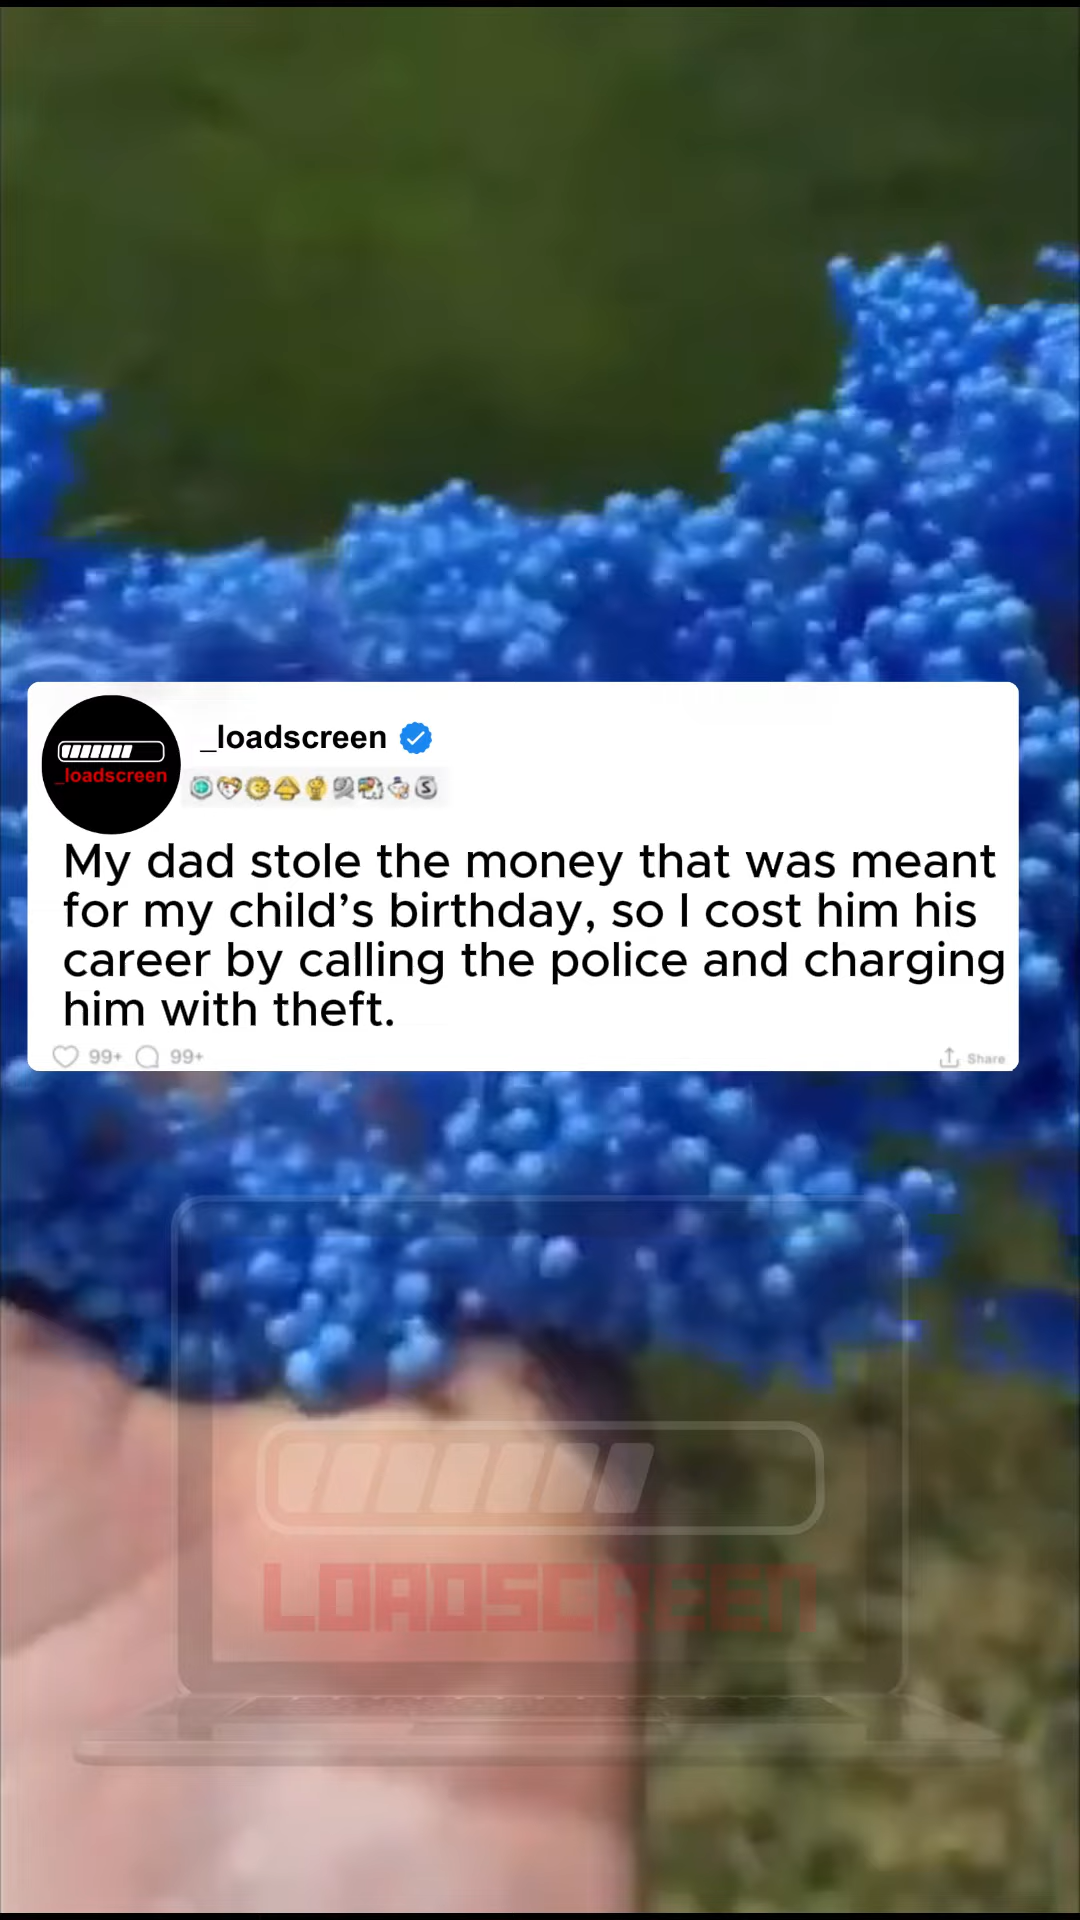 _loadscreen
_loadscreen
My dad stole the money that was meant
for my child’s birthday, so I cost him his
career by calling the police and charging
him with theft.
99+ 99+ Share
LOADSCREEN